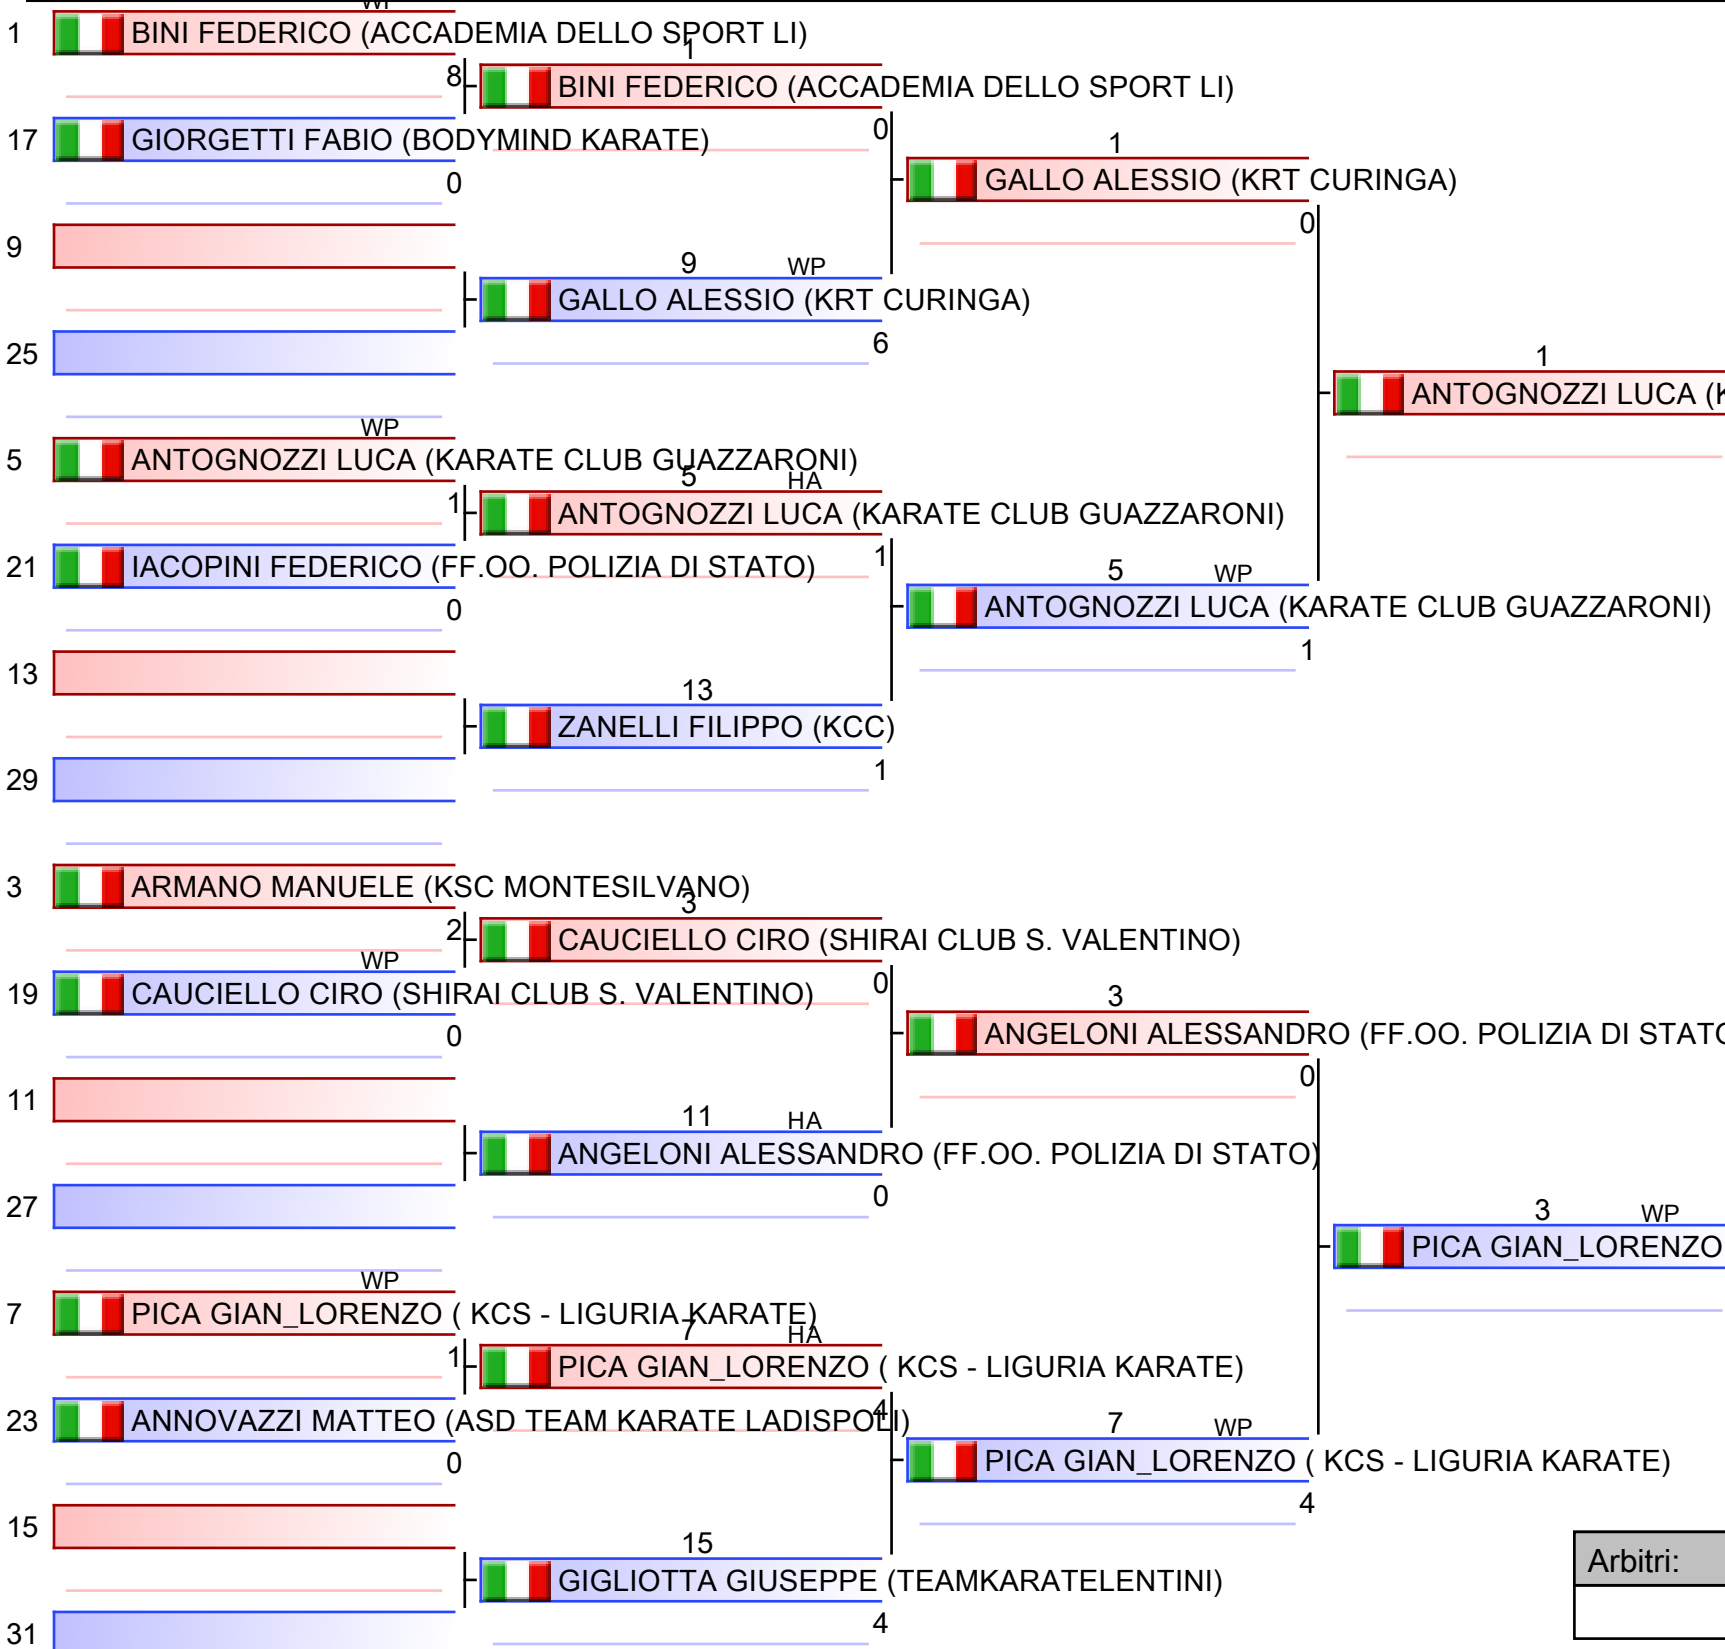 WP
1 BINI FEDERICO (ACCADEMIA DELLO SPORT LI)
1
8 BINI FEDERICO (ACCADEMIA DELLO SPORT LI)
17 GIORGETTI FABIO (BODYMIND KARATE)
0
0
1
GALLO ALESSIO (KRT CURINGA)
0
9
9 WP
GALLO ALESSIO (KRT CURINGA)
6
25
1
ANTOGNOZZI LUCA (K
WP
5 ANTOGNOZZI LUCA (KARATE CLUB GUAZZARONI)
5 HA
1 ANTOGNOZZI LUCA (KARATE CLUB GUAZZARONI)
1
21 IACOPINI FEDERICO (FF.OO. POLIZIA DI STATO)
0
5 WP
ANTOGNOZZI LUCA (KARATE CLUB GUAZZARONI)
1
13
13
ZANELLI FILIPPO (KCC)
1
29
3 ARMANO MANUELE (KSC MONTESILVANO)
3
2 CAUCIELLO CIRO (SHIRAI CLUB S. VALENTINO)
WP
19 CAUCIELLO CIRO (SHIRAI CLUB S. VALENTINO)
0
0
3
ANGELONI ALESSANDRO (FF.OO. POLIZIA DI STATO
0
11
11 HA
ANGELONI ALESSANDRO (FF.OO. POLIZIA DI STATO)
0
27
3 WP
PICA GIAN_LORENZO
WP
7 PICA GIAN_LORENZO ( KCS - LIGURIA KARATE)
7 HA
1 PICA GIAN_LORENZO ( KCS - LIGURIA KARATE)
4
23 ANNOVAZZI MATTEO (ASD TEAM KARATE LADISPOLI)
0
7 WP
PICA GIAN_LORENZO ( KCS - LIGURIA KARATE)
4
15
15
GIGLIOTTA GIUSEPPE (TEAMKARATELENTINI)
4
Arbitri:
31